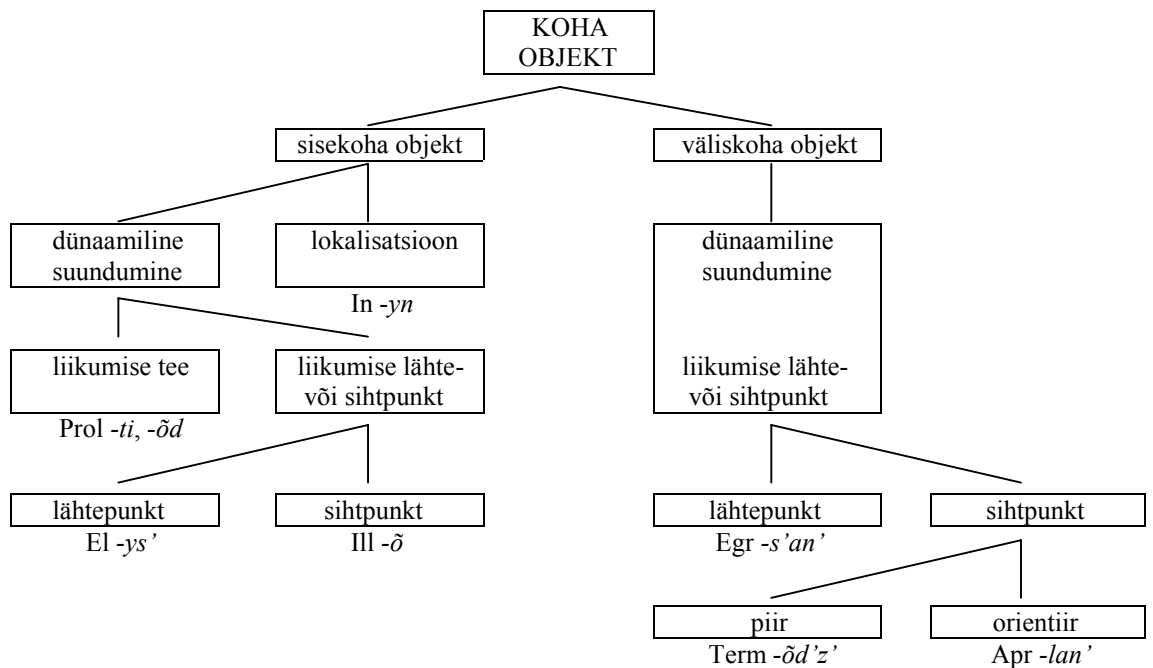 KOHA
OBJEKT
sisekoha objekt
väliskoha objekt
dünaamiline
suundumine
lokalisatsioon
In -yn
dünaamiline
suundumine
liikumise tee
Prol -ti, -õd
liikumise lähte-
või sihtpunkt
liikumise lähte-
või sihtpunkt
lähtepunkt
El -ys’
sihtpunkt
Ill -õ
lähtepunkt
Egr -s’an’
sihtpunkt
piir
Term -õd’z’
orientiir
Apr -lan’